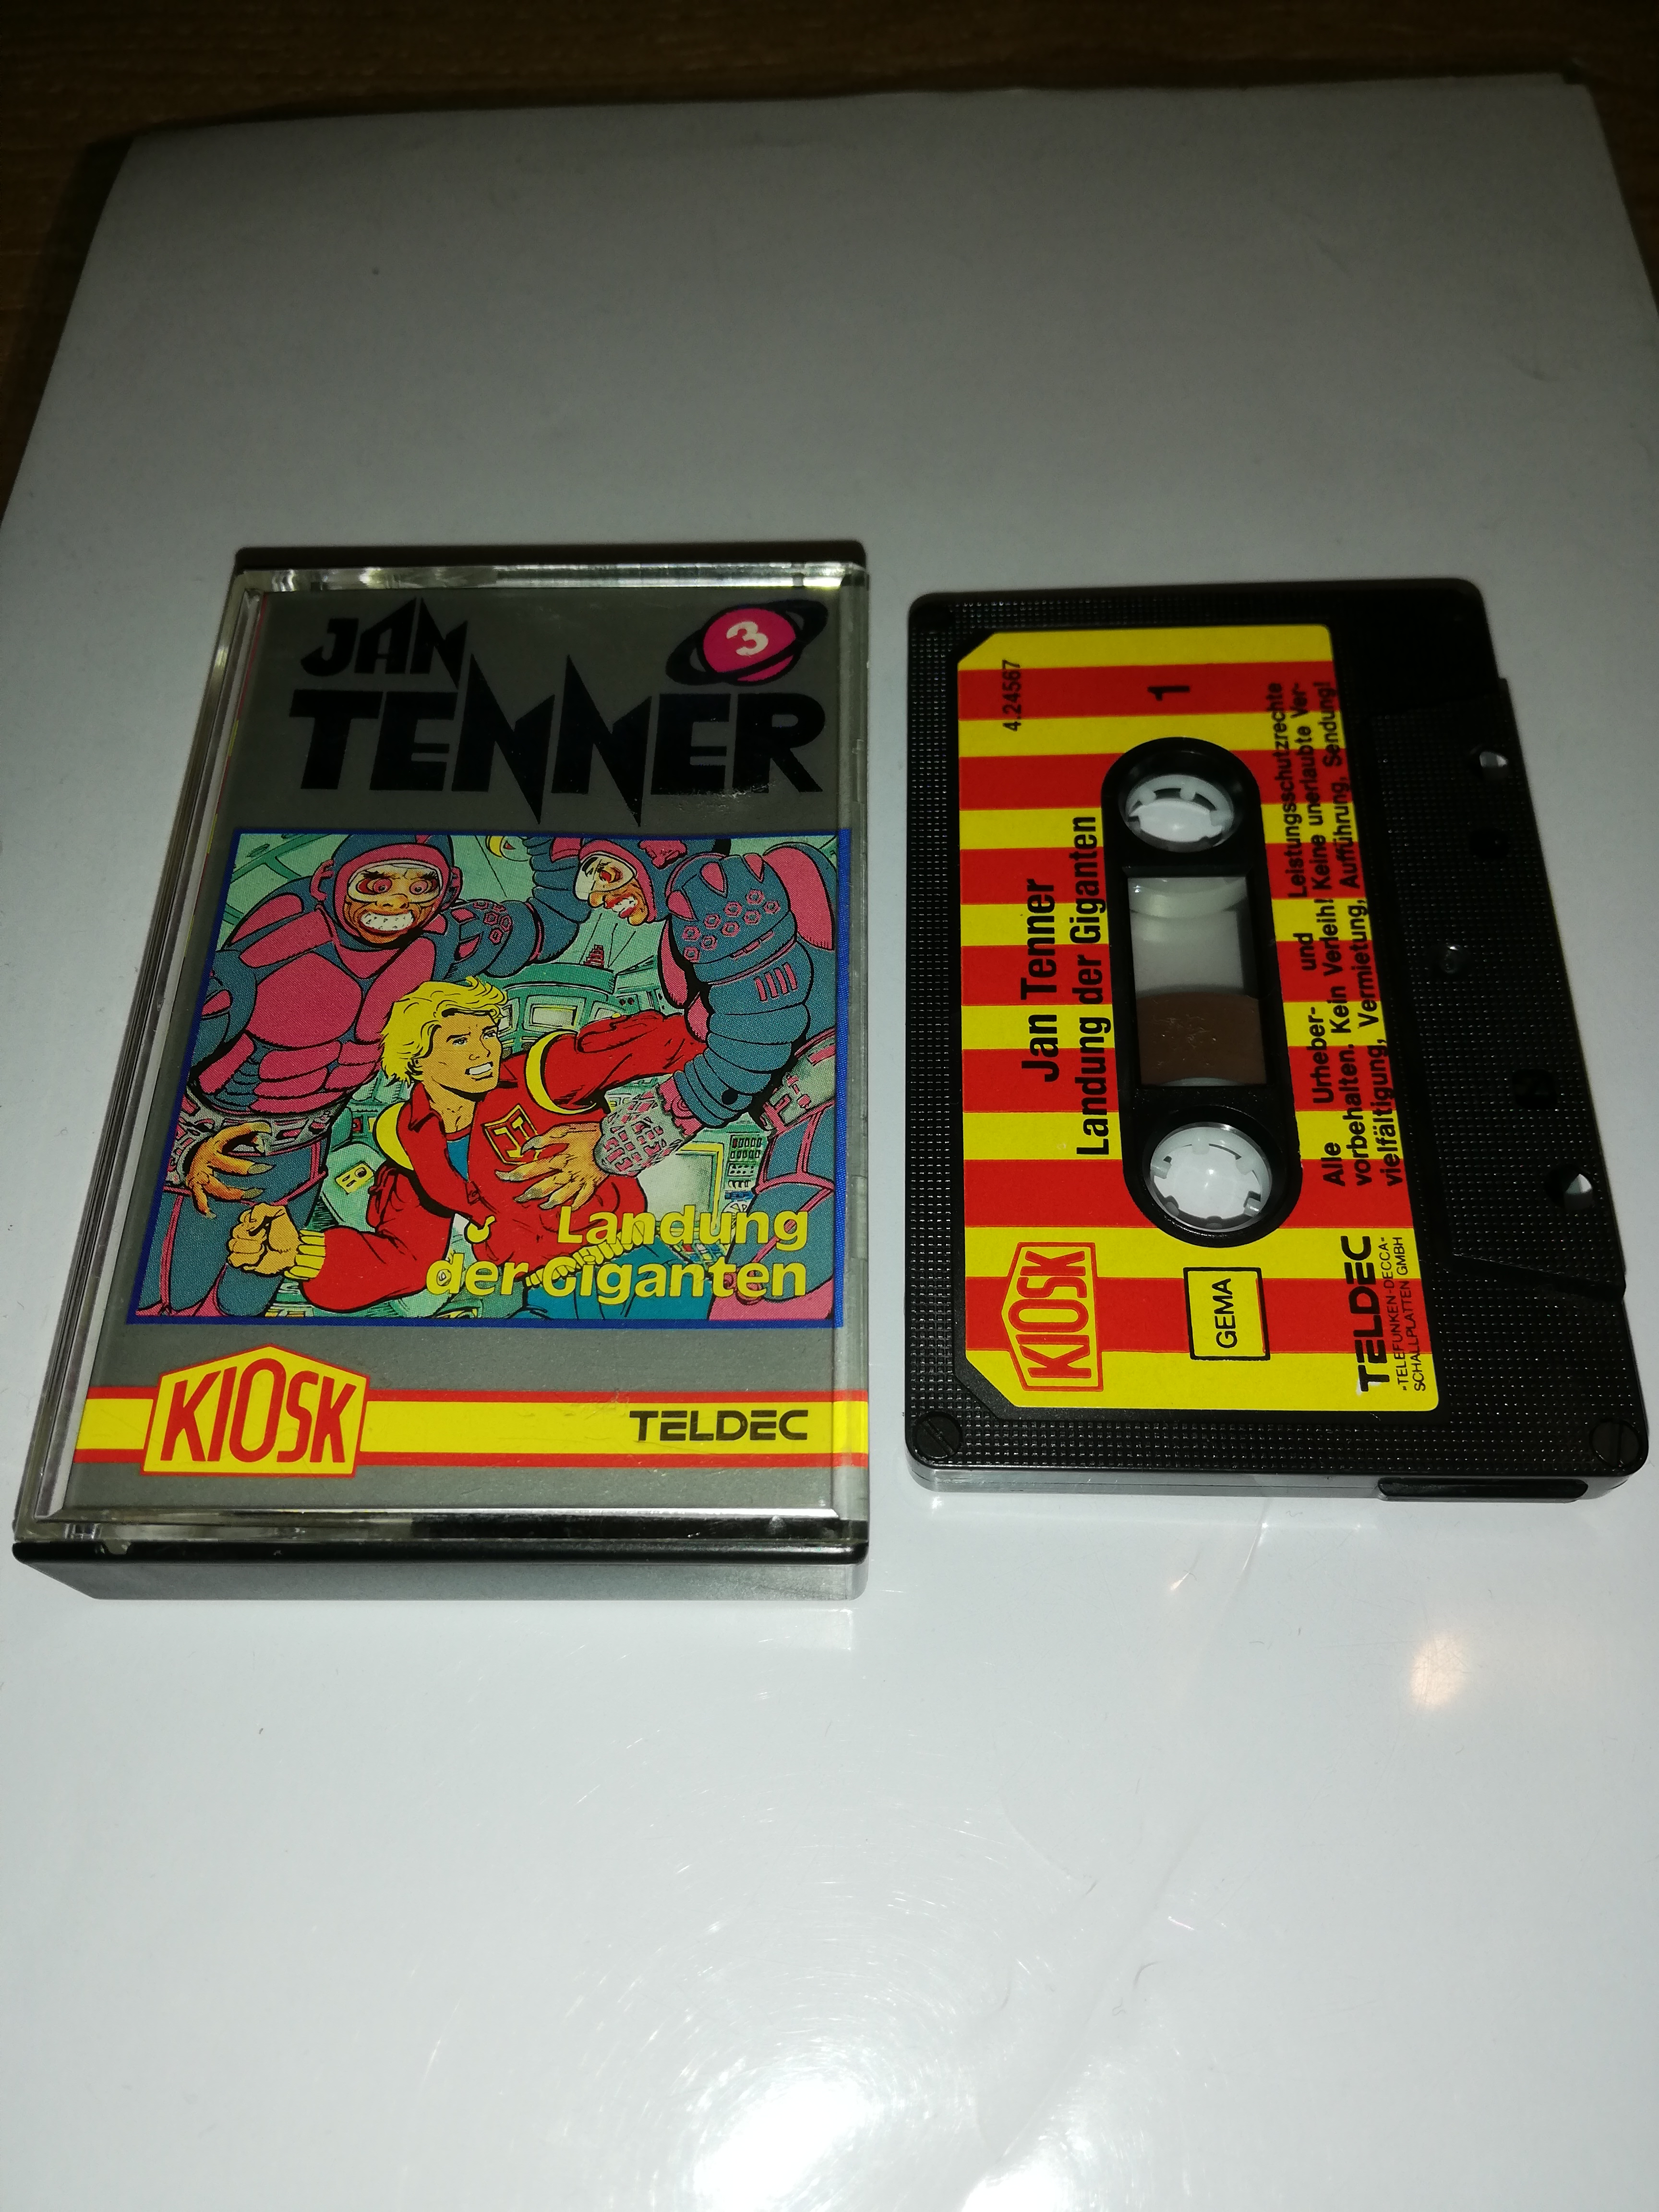 JAN
TENNER
3
Landung
der Giganten
KIOSK
TELDEC
4.24567
1
Jan Tenner
Landung der Giganten
Alle Urheber- und Leistungsschutzrechte
vorbehalten. Kein Verleih! Keine unerlaubte Ver-
vielfältigung, Vermietung, Aufführung, Sendung!
KIOSK
GEMA
TELDEC
"TELEFUNKEN-DECCA"
SCHALLPLATTEN GMBH